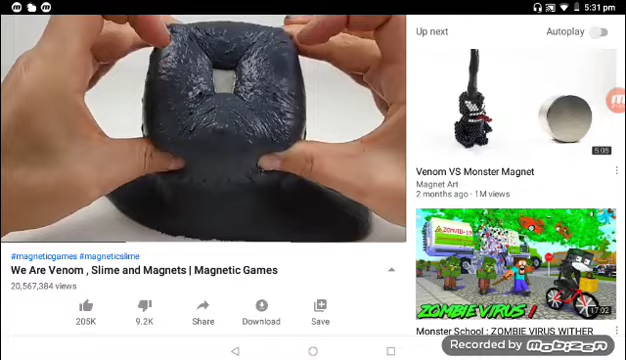 5:31 pm
Up next
Autoplay
5:05
Venom VS Monster Magnet
Magnet Art
2 months ago · 1M views
#magneticgames #magneticslime
We Are Venom , Slime and Magnets | Magnetic Games
20,567,384 views
205K
9.2K
Share
Download
Save
ZOMBIE VIRUS!
17:02
Monster School : ZOMBIE VIRUS WITHER
Recorded by
MOBIZEN